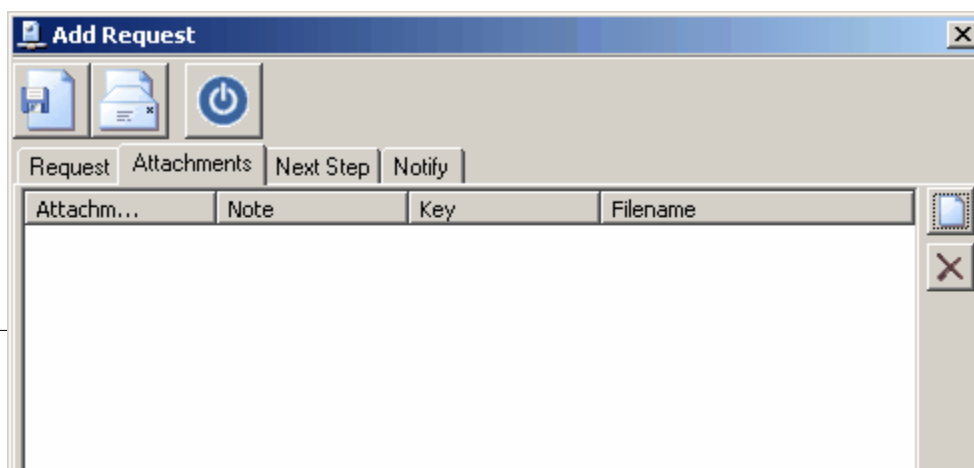 Add Request
Request Attachments Next Step Notify
Attachm... Note Key Filename